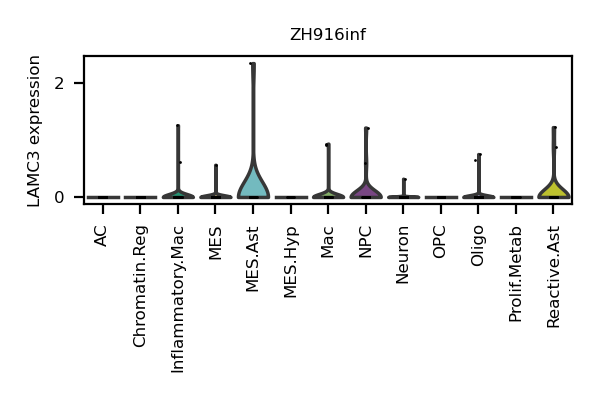 ZH916inf
LAMC3 expression
2
0
AC
Chromatin.Reg
Inflammatory.Mac
MES
MES.Ast
MES.Hyp
Mac
NPC
Neuron
OPC
Oligo
Prolif.Metab
Reactive.Ast